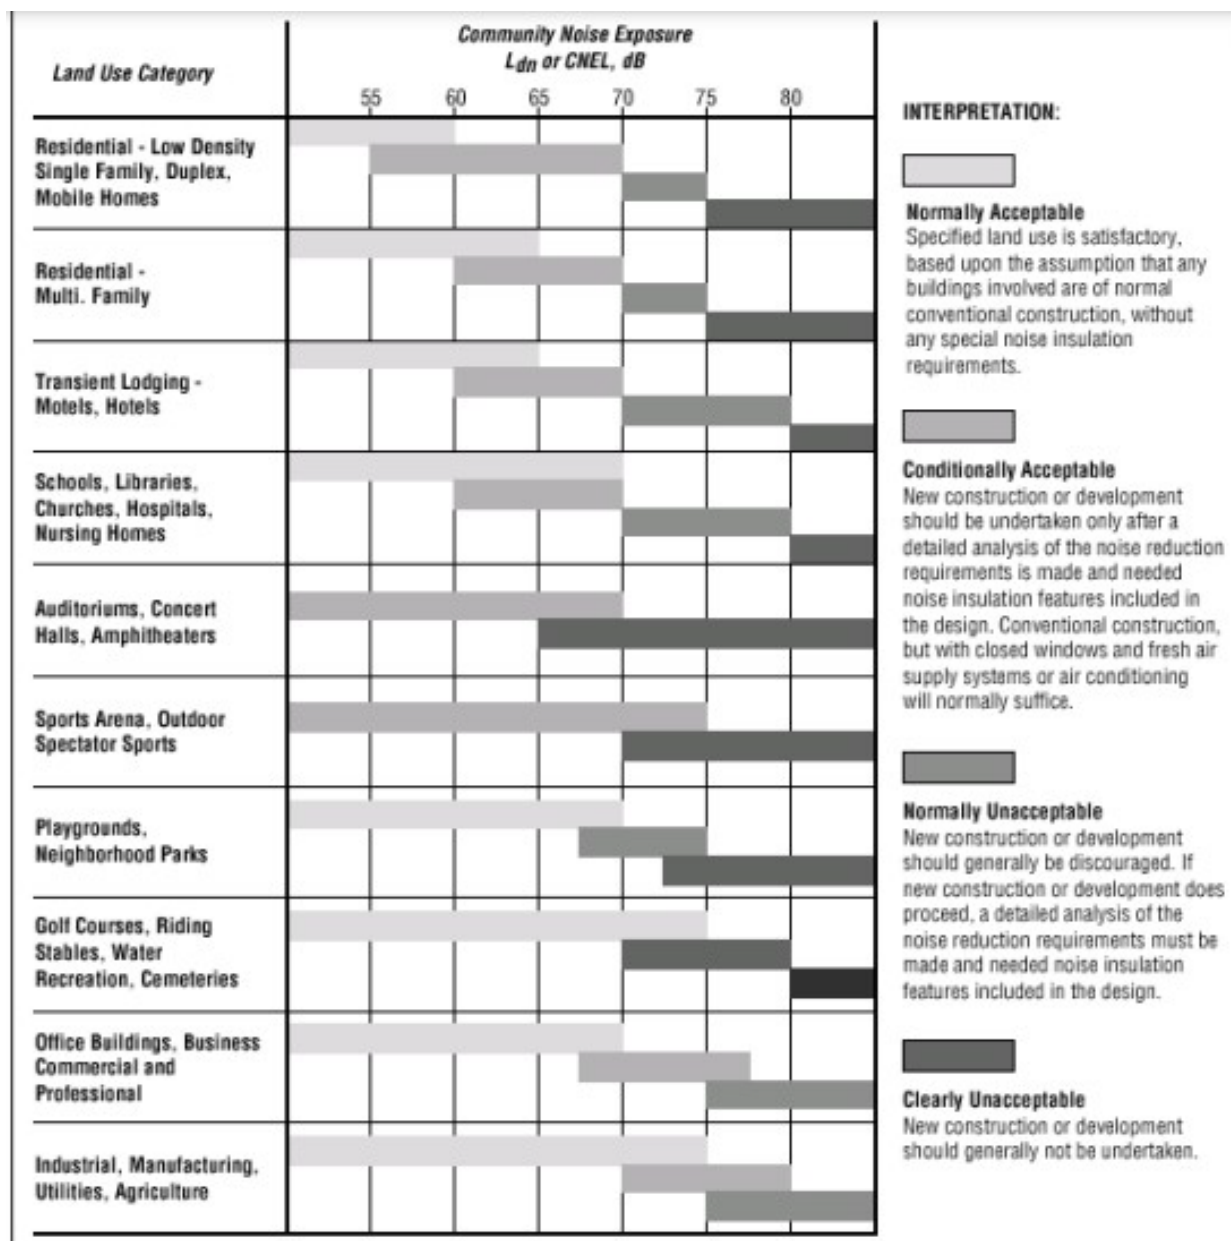 Community Noise Exposure
Ldn or CNEL, dB
Land Use Category
55 60 65 70 75 80
Residential - Low Density
Single Family, Duplex,
Mobile Homes
Residential -
Multi. Family
Transient Lodging -
Motels, Hotels
Schools, Libraries,
Churches, Hospitals,
Nursing Homes
Auditoriums, Concert
Halls, Amphitheaters
Sports Arena, Outdoor
Spectator Sports
Playgrounds,
Neighborhood Parks
Golf Courses, Riding
Stables, Water
Recreation, Cemeteries
Office Buildings, Business
Commercial and
Professional
Industrial, Manufacturing,
Utilities, Agriculture
INTERPRETATION:
Normally Acceptable
Specified land use is satisfactory,
based upon the assumption that any
buildings involved are of normal
conventional construction, without
any special noise insulation
requirements.
Conditionally Acceptable
New construction or development
should be undertaken only after a
detailed analysis of the noise reduction
requirements is made and needed
noise insulation features included in
the design. Conventional construction,
but with closed windows and fresh air
supply systems or air conditioning
will normally suffice.
Normally Unacceptable
New construction or development
should generally be discouraged. If
new construction or development does
proceed, a detailed analysis of the
noise reduction requirements must be
made and needed noise insulation
features included in the design.
Clearly Unacceptable
New construction or development
should generally not be undertaken.